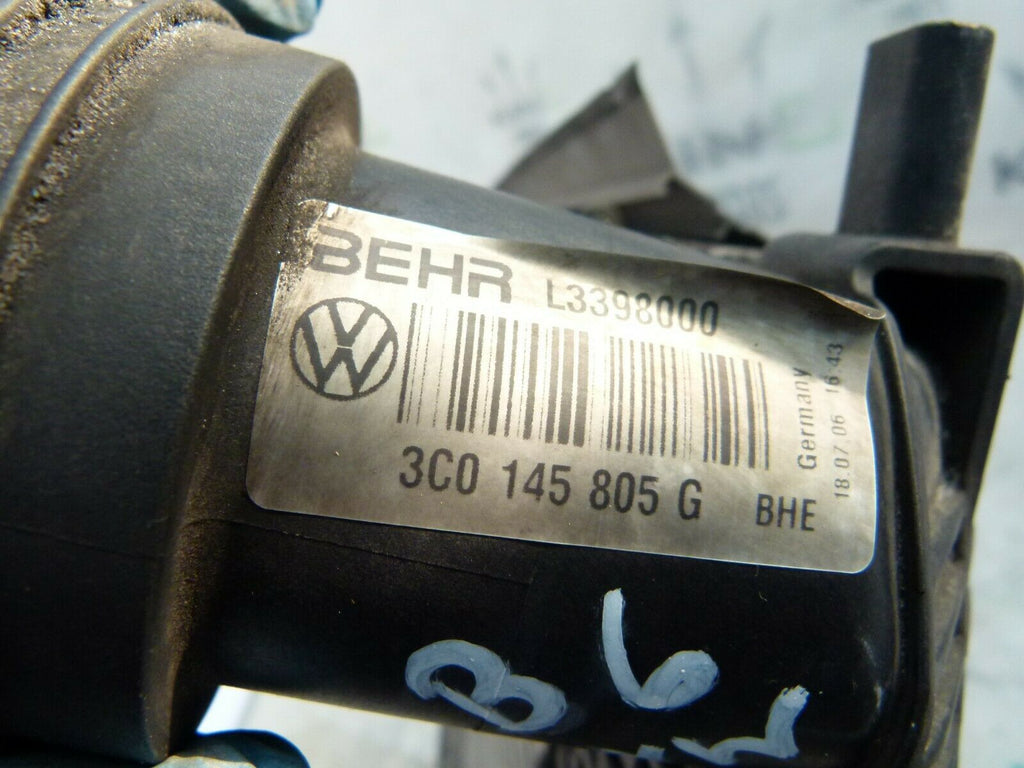 BEHR L3398000
3C0 145 805 G BHE
Germany
18.07.06 16:43
B6